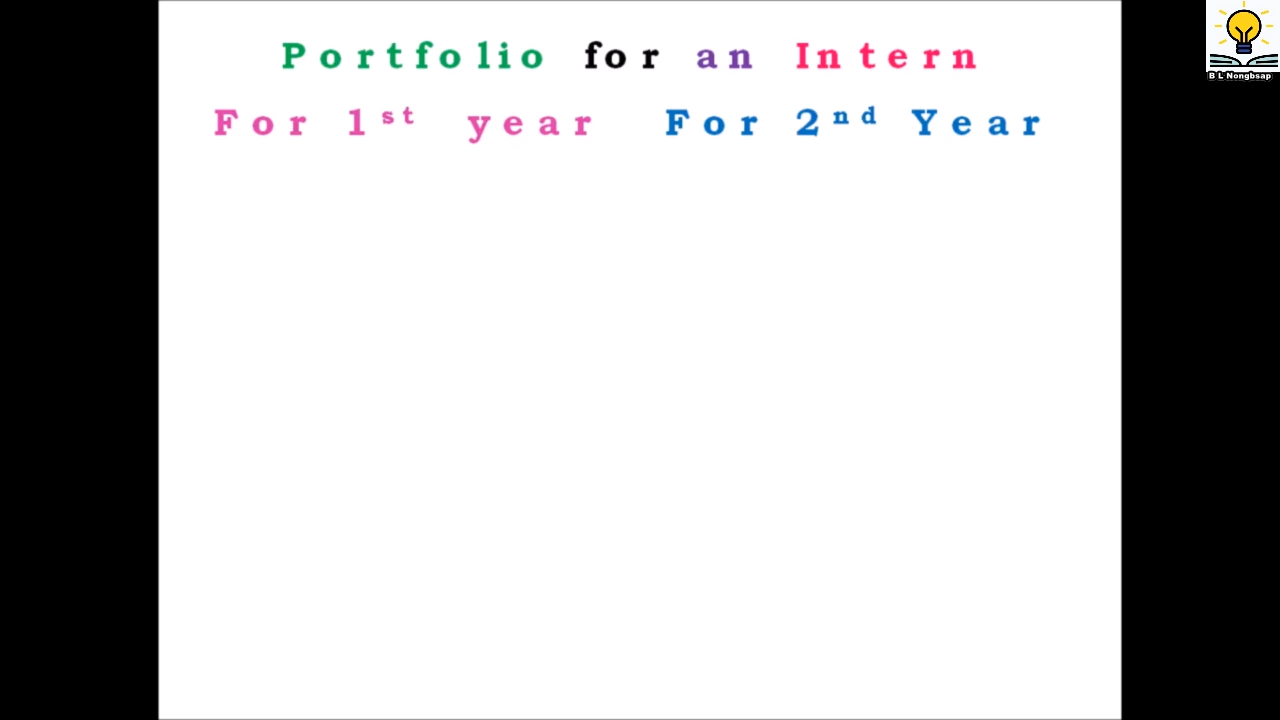 Portfolio for an Intern
For 1st year For 2nd Year
B L Nongbsap